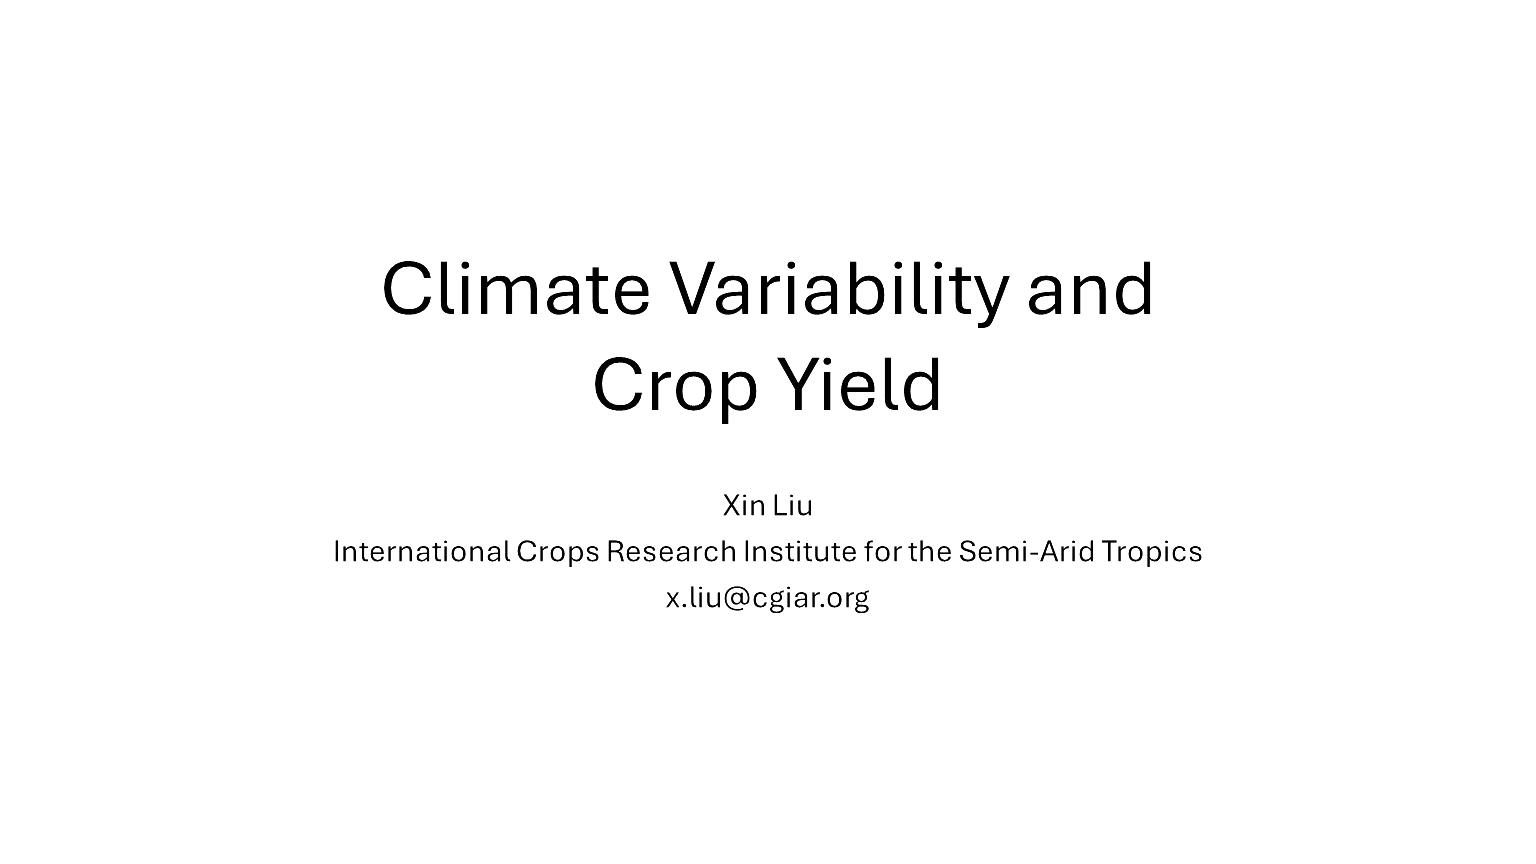 Climate Variability and
Crop Yield
Xin Liu
International Crops Research Institute for the Semi-Arid Tropics
x.liu@cgiar.org